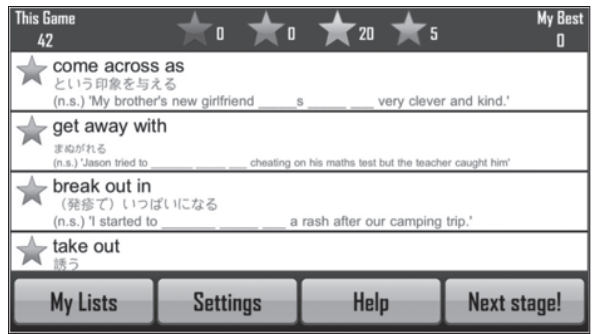 This Game
42
0
0
20
5
My Best
0
come across as
という印象を与える
(n.s.) 'My brother's new girlfriend _____s _____ ___ very clever and kind.'
get away with
まぬがれる
(n.s.) 'Jason tried to _______ _____ ___ cheating on his maths test but the teacher caught him'
break out in
(発疹で) いっぱいになる
(n.s.) 'I started to _______ _____ ___ a rash after our camping trip.'
take out
誘う
My Lists
Settings
Help
Next stage!